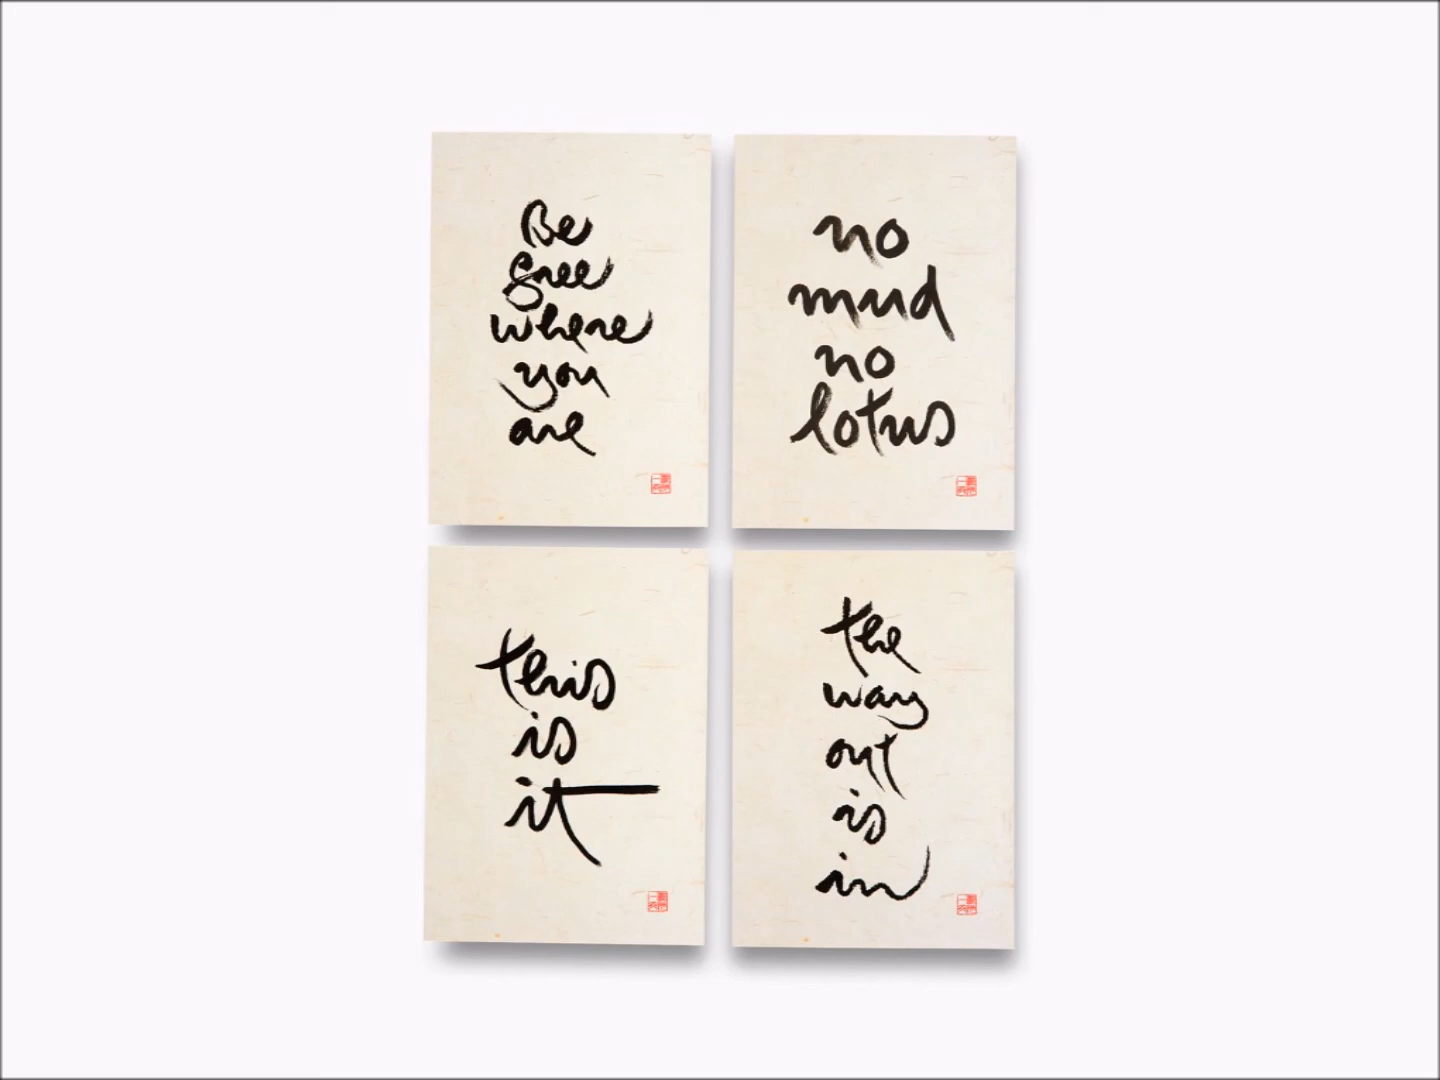 Be
free
where
you
are
no
mud
no
lotus
this
is
it
the
way
out
is
in